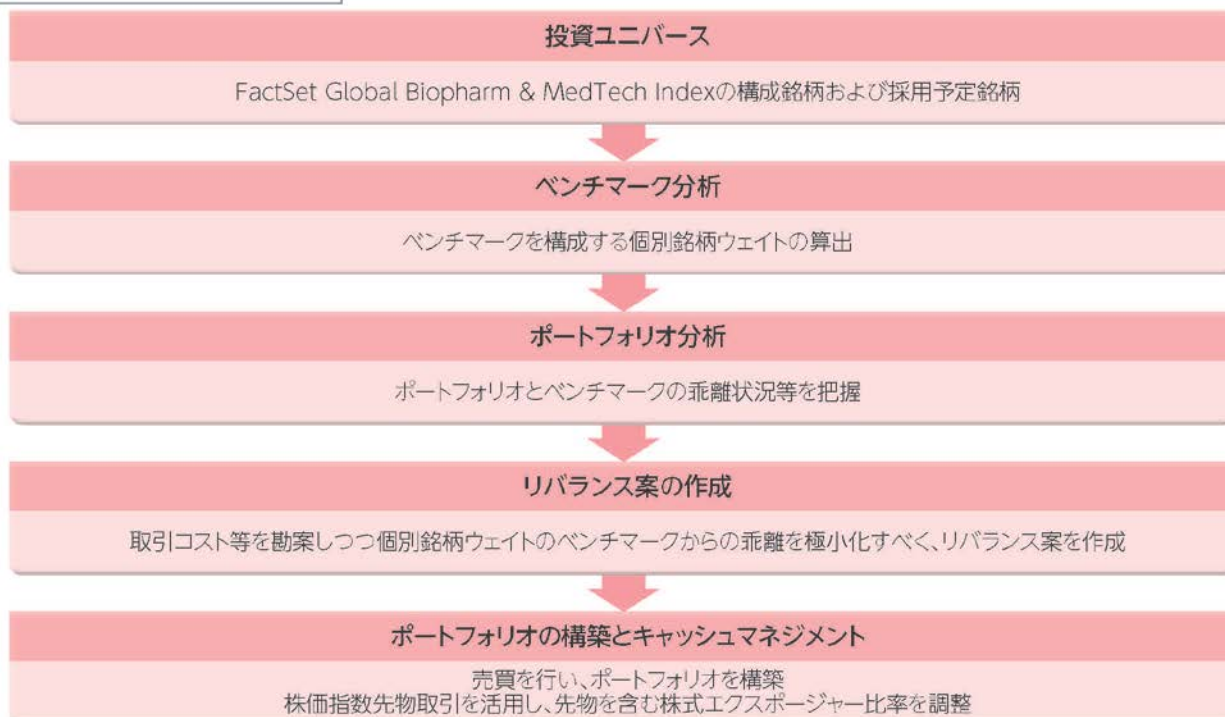 投資ユニバース
FactSet Global Biopharm & MedTech Indexの構成銘柄および採用予定銘柄
ベンチマーク分析
ベンチマークを構成する個別銘柄ウェイトの算出
ポートフォリオ分析
ポートフォリオとベンチマークの乖離状況等を把握
リバランス案の作成
取引コスト等を勘案しつつ個別銘柄ウェイトのベンチマークからの乖離を極小化すべく、リバランス案を作成
ポートフォリオの構築とキャッシュマネジメント
売買を行い、ポートフォリオを構築
株価指数先物取引を活用し、先物を含む株式エクスポージャー比率を調整